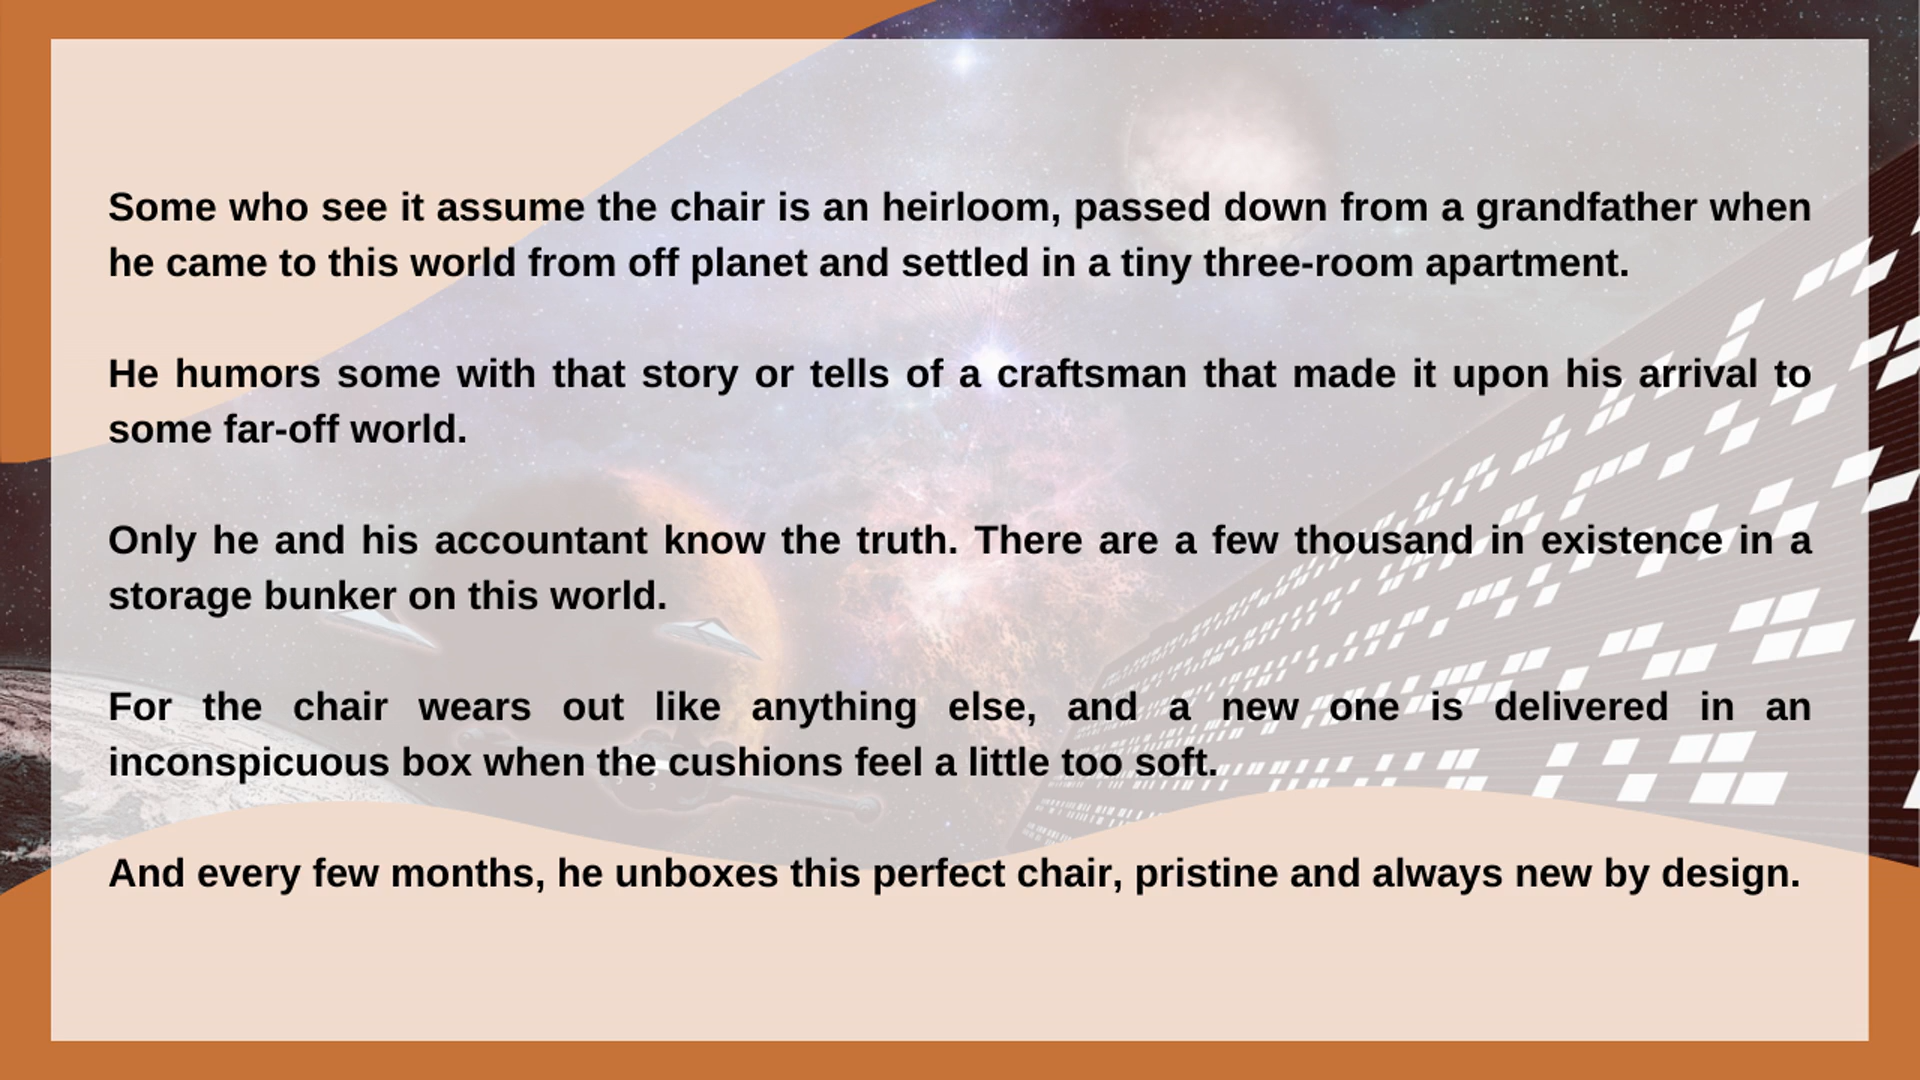 Some who see it assume the chair is an heirloom, passed down from a grandfather when
he came to this world from off planet and settled in a tiny three-room apartment.
He humors some with that story or tells of a craftsman that made it upon his arrival to
some far-off world.
Only he and his accountant know the truth. There are a few thousand in existence in a
storage bunker on this world.
For the chair wears out like anything else, and a new one is delivered in an
inconspicuous box when the cushions feel a little too soft.
And every few months, he unboxes this perfect chair, pristine and always new by design.